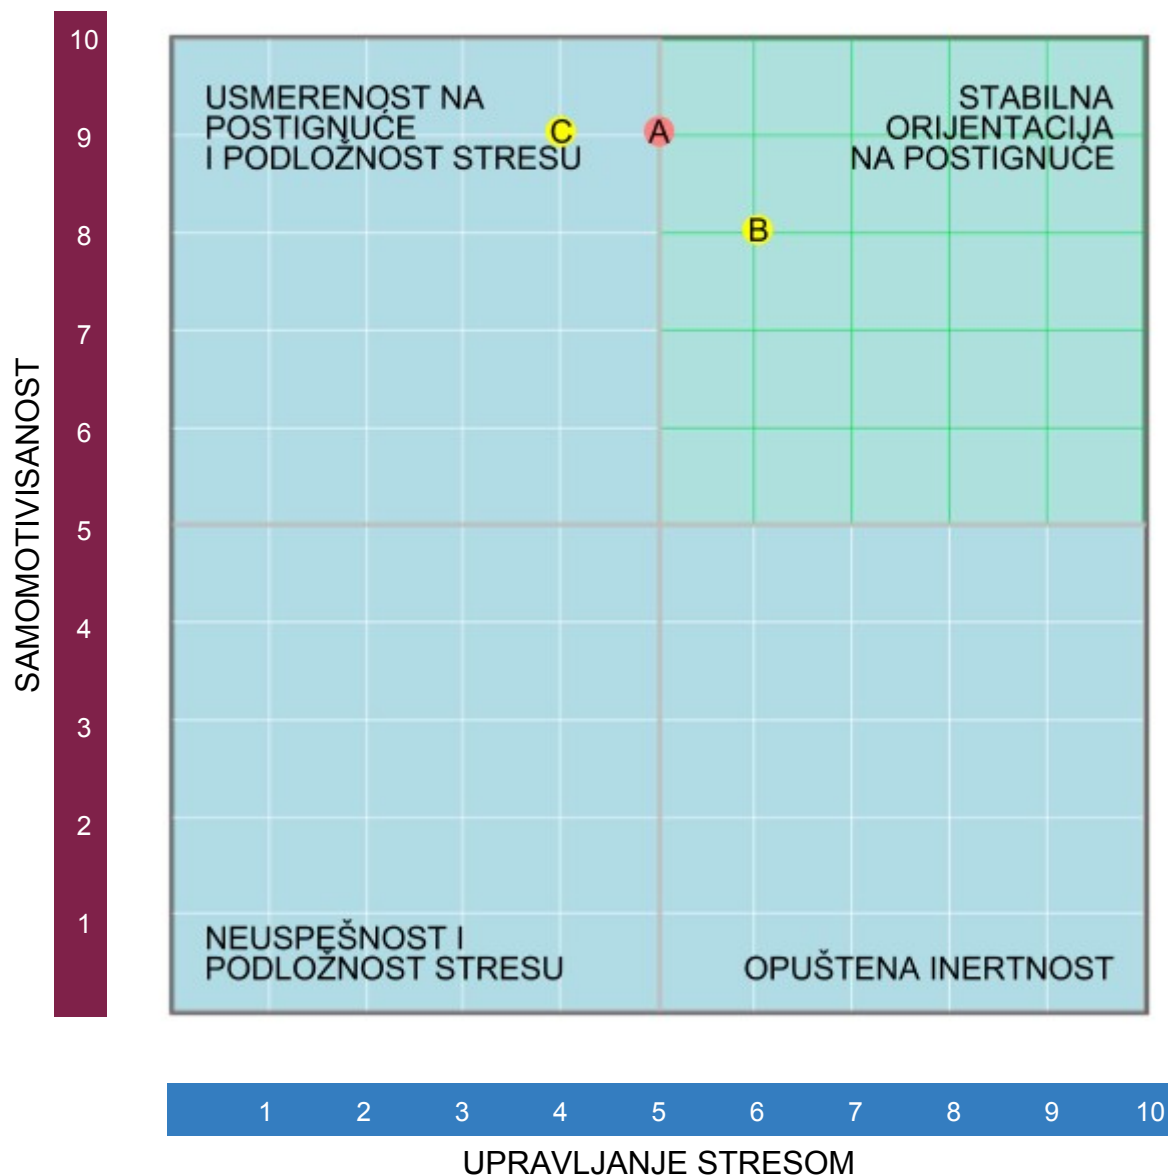 10
9
8
7
6
5
4
3
2
1
SAMOMOTIVISANOST
USMERENOST NA
POSTIGNUĆE
I PODLOŽNOST STRESU
C
A
STABILNA
ORIJENTACIJA
NA POSTIGNUĆE
B
NEUSPEŠNOST I
PODLOŽNOST STRESU
OPUŠTENA INERTNOST
1 2 3 4 5 6 7 8 9 10
UPRAVLJANJE STRESOM